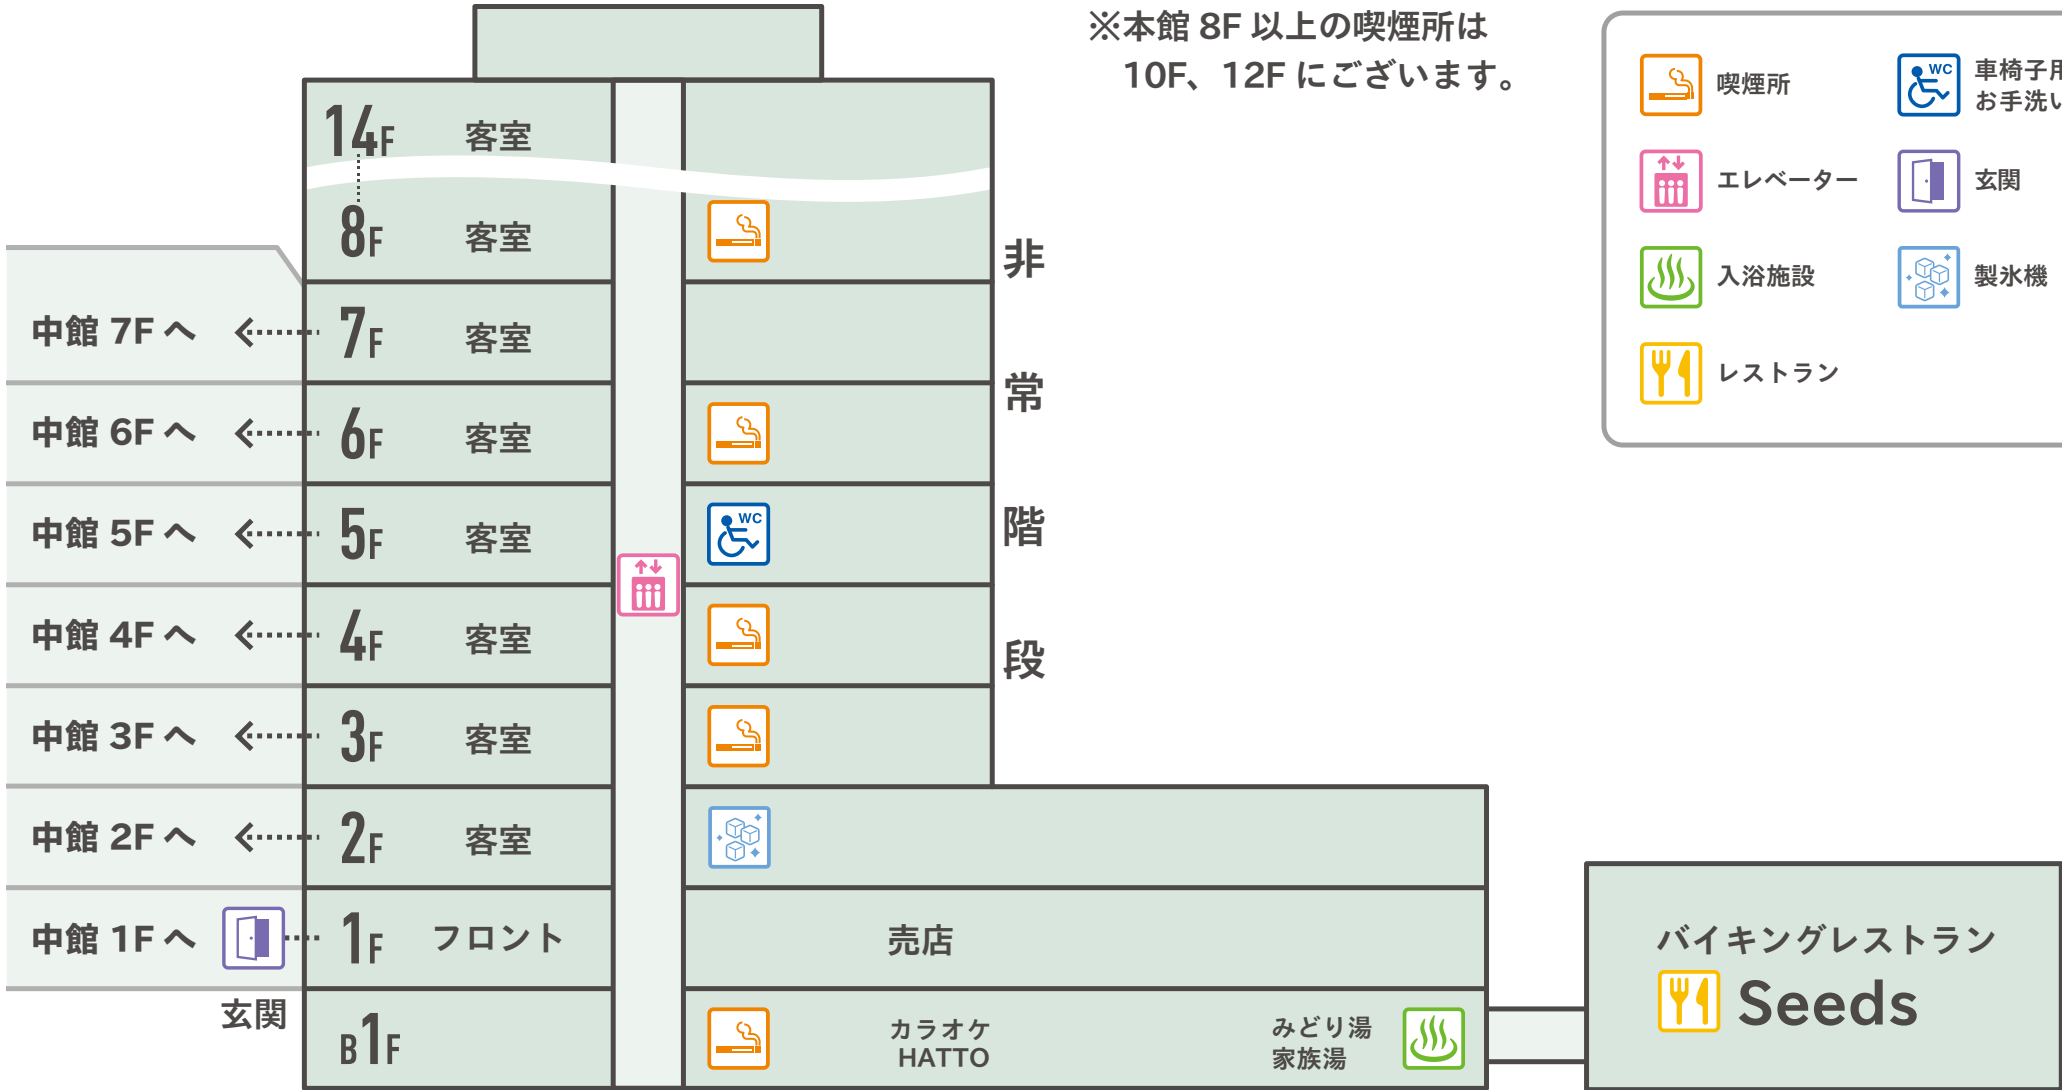 ※本館 8F 以上の喫煙所は
10F、12F にございます。
喫煙所
WC
車椅子用
お手洗い
エレベーター
玄関
入浴施設
製氷機
レストラン
14F 客室
8F 客室
中館 7F へ 7F 客室
中館 6F へ 6F 客室
中館 5F へ 5F 客室 WC
中館 4F へ 4F 客室
中館 3F へ 3F 客室
中館 2F へ 2F 客室
中館 1F へ 1F フロント 売店
玄関
B1F
カラオケ
HATTO
みどり湯
家族湯
非
常
階
段
バイキングレストラン
Seeds